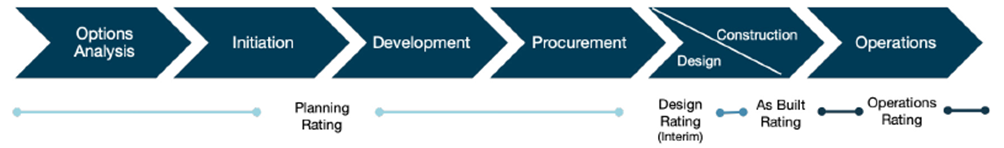 Options
Analysis
Initiation
Development
Procurement
Construction
Design
Operations
Planning
Rating
Design
Rating
(Interim)
As Built
Rating
Operations
Rating